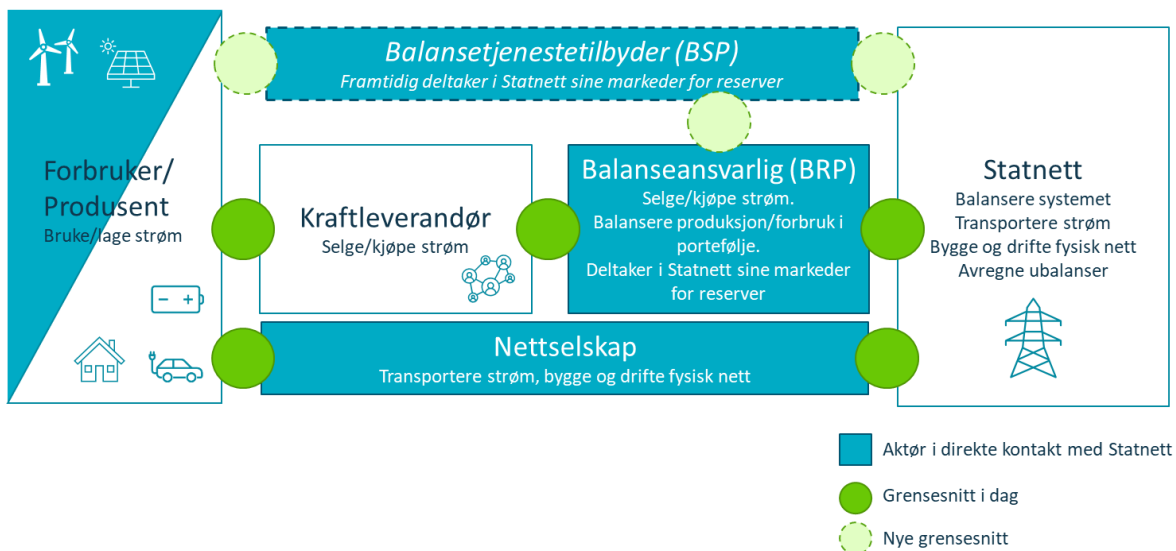 Balansetjenestetilbyder (BSP)
Framtidig deltaker i Statnett sine markeder for reserver
Forbruker/
Produsent
Bruke/lage strøm
Kraftleverandør
Selge/kjøpe strøm
Balanseansvarlig (BRP)
Selge/kjøpe strøm.
Balansere produksjon/forbruk i
portefølje.
Deltaker i Statnett sine markeder
for reserver
Statnett
Balansere systemet
Transportere strøm
Bygge og drifte fysisk nett
Avregne ubalanser
Nettselskap
Transportere strøm, bygge og drifte fysisk nett
Aktør i direkte kontakt med Statnett
Grensesnitt i dag
Nye grensesnitt